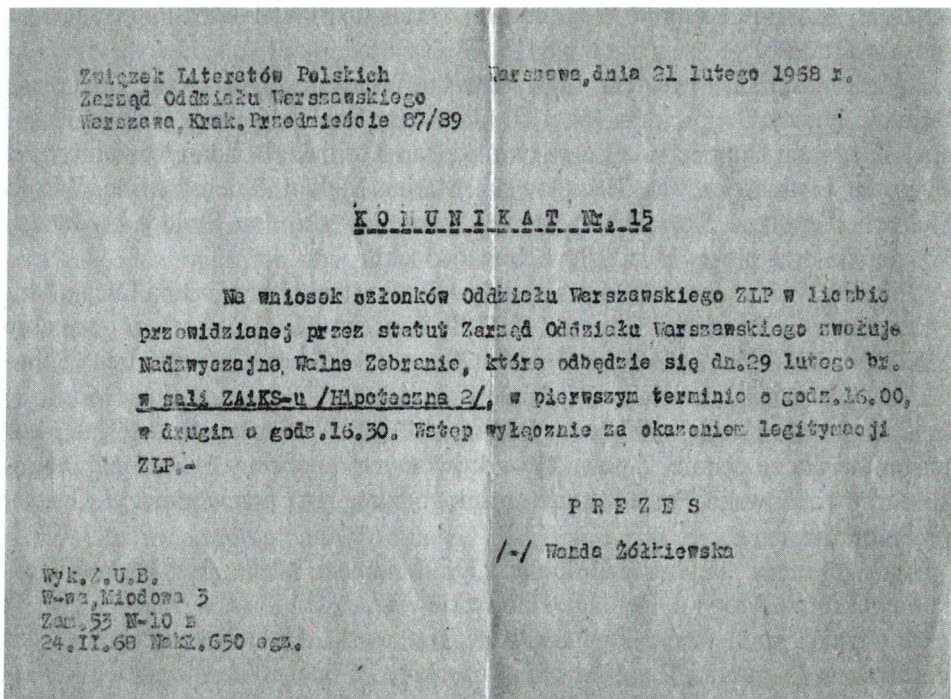 Związek Literatów Polskich Warszawa,dnia 21 lutego 1968 r.
Zarząd Oddziału Warszawskiego
Warszawa,Krak.Przedmieście 87/89
K O M U N I K A T Nr. 15
Na wniosek członków Oddziału Warszawskiego ZLP w liczbie
przewidzionej przez statut Zarząd Oddziału Warszawskiego zwołuje
Nadzwyczajne Walne Zebranie, które odbędzie się dn.29 lutego br.
w sali ZAiKS-u /Hipoteczna 2/, w pierwszym terminie o godz.16.00,
w drugim o godz.16.30. Wstęp wyłącznie za okazaniem legitymacji
ZLP.-
P R E Z E S
/-/ Wanda Żółkiewska
Wyk.Z.U.B.
W-wa,Miodowa 3
Zam.53 N-10 z
24.II.68 Nakł.650 egz.